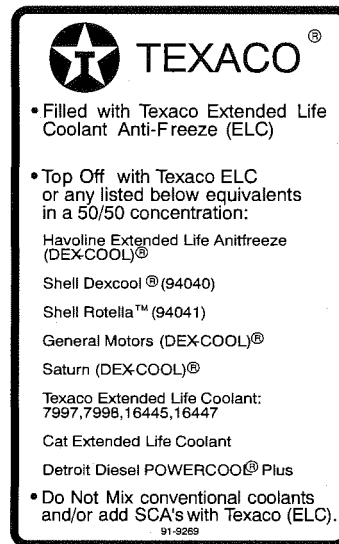 TEXACO®
• Filled with Texaco Extended Life
Coolant Anti-Freeze (ELC)
• Top Off with Texaco ELC
or any listed below equivalents
in a 50/50 concentration:
Havoline Extended Life Anitfreeze
(DEX-COOL)®
Shell Dexcool ® (94040)
Shell Rotella™ (94041)
General Motors (DEX-COOL)®
Saturn (DEX-COOL)®
Texaco Extended Life Coolant:
7997,7998,16445,16447
Cat Extended Life Coolant
Detroit Diesel POWERCOOL® Plus
• Do Not Mix conventional coolants
and/or add SCA's with Texaco (ELC).
91-9269